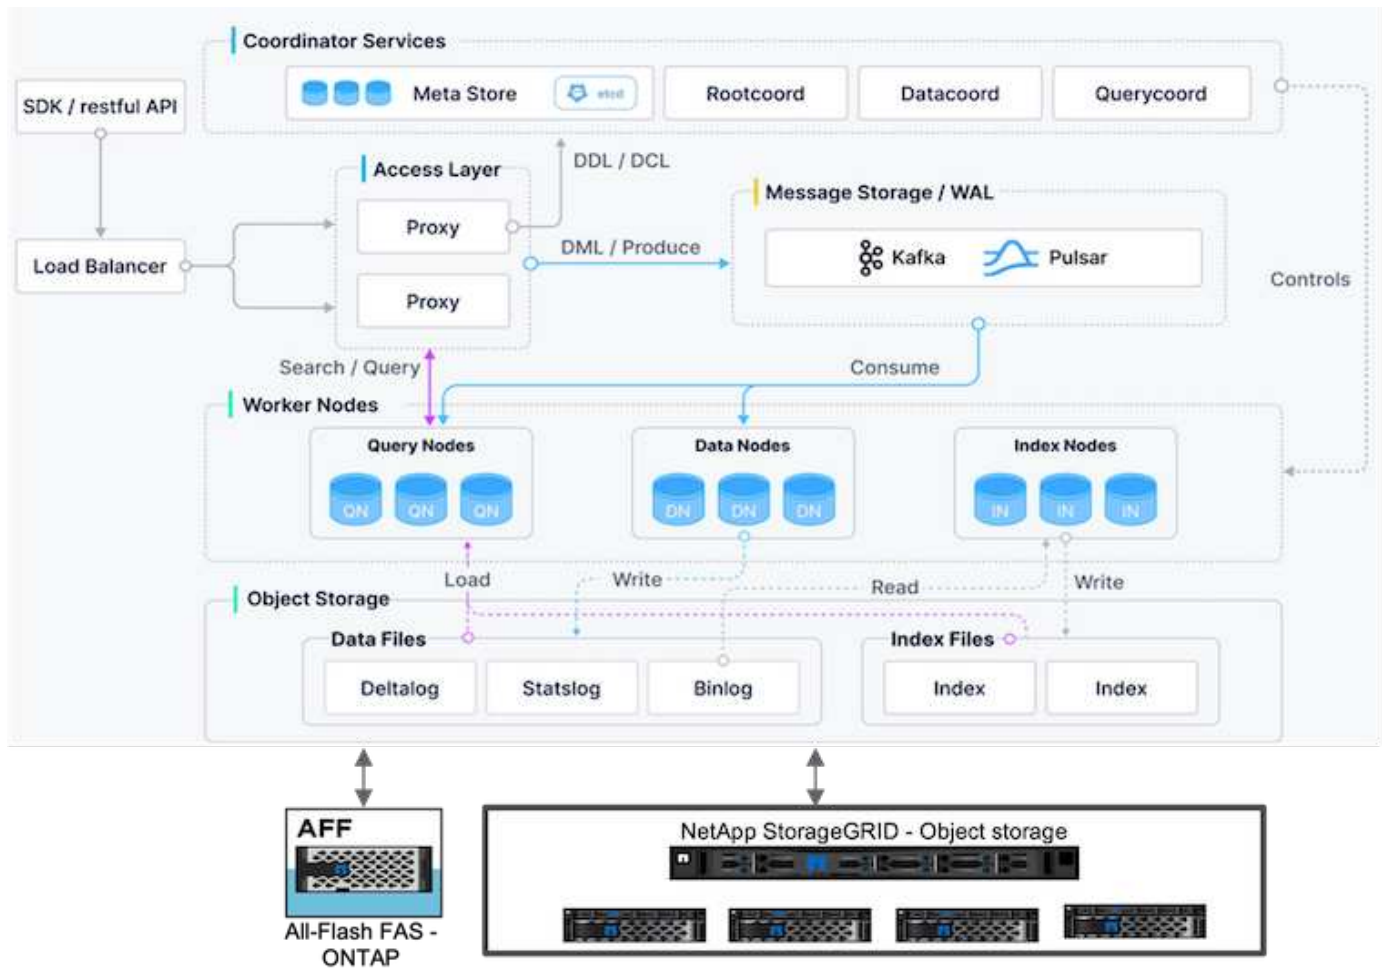 Coordinator Services
SDK / restful API
Meta Store
etcd
Rootcoord
Datacoord
Querycoord
Access Layer
DDL / DCL
Message Storage / WAL
Proxy
DML / Produce
Kafka
Pulsar
Load Balancer
Controls
Proxy
Search / Query
Consume
Worker Nodes
Query Nodes
Data Nodes
Index Nodes
QN QN QN
DN DN DN
IN IN IN
Load
Write
Read
Write
Object Storage
Data Files
Index Files
Deltalog
Statslog
Binlog
Index
Index
AFF
NetApp StorageGRID - Object storage
All-Flash FAS -
ONTAP